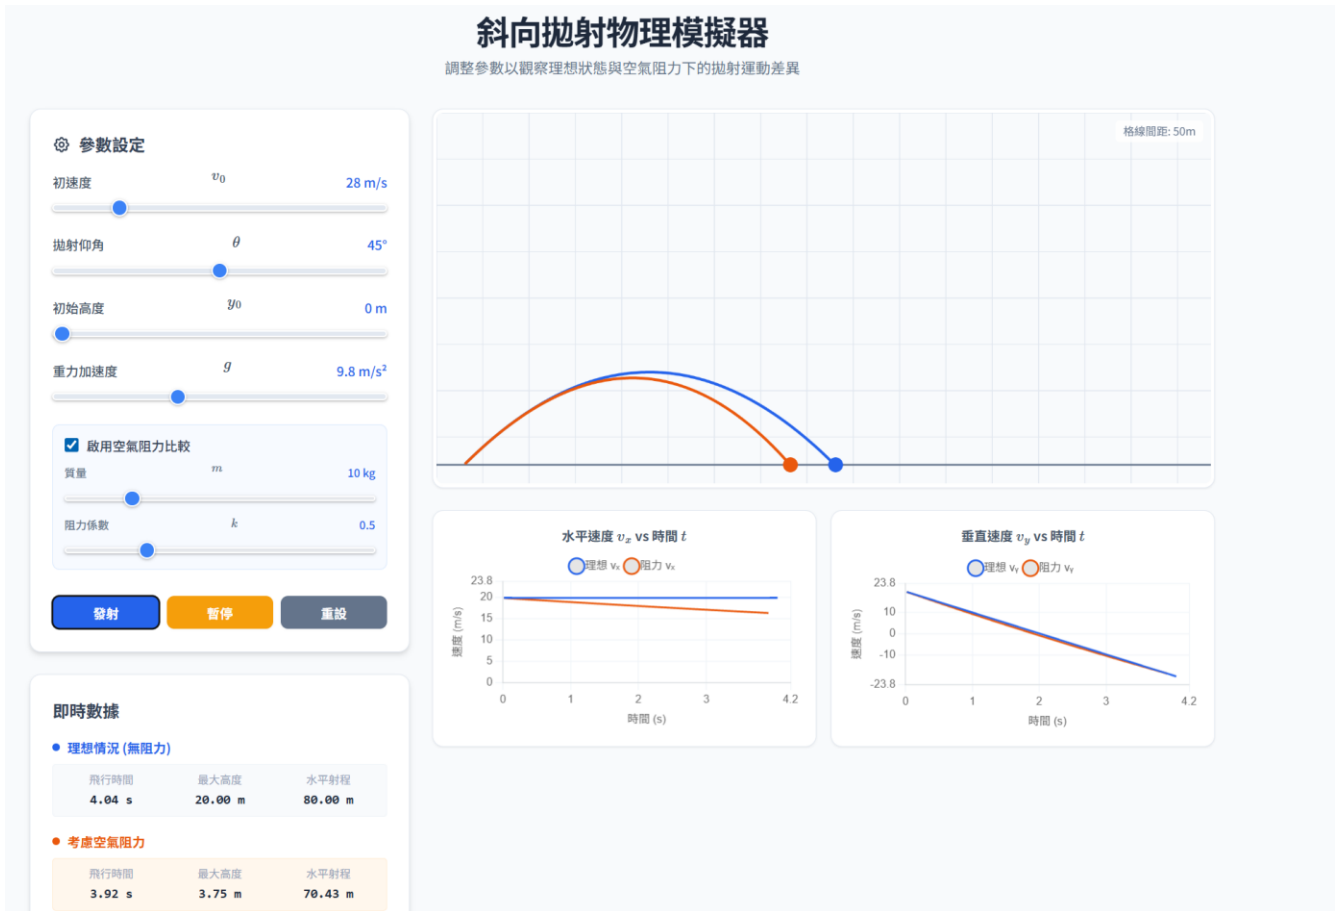 斜向拋射物理模擬器
調整參數以觀察理想狀態與空氣阻力下的拋射運動差異
參數設定
初速度 v₀ 28 m/s
拋射仰角 θ 45°
初始高度 y₀ 0 m
重力加速度 g 9.8 m/s²
啟用空氣阻力比較
質量 m 10 kg
阻力係數 k 0.5
發射 暫停 重設
即時數據
理想情況 (無阻力)
飛行時間 最大高度 水平射程
4.04 s 20.00 m 80.00 m
考慮空氣阻力
飛行時間 最大高度 水平射程
3.92 s 3.75 m 70.43 m
格線間距: 50m
水平速度 vₓ vs 時間 t
理想 vₓ 阻力 vₓ
速度 (m/s)
23.8
20
15
10
5
0
0 1 2 3 4.2
時間 (s)
垂直速度 vᵧ vs 時間 t
理想 vᵧ 阻力 vᵧ
速度 (m/s)
23.8
10
0
-10
-23.8
0 1 2 3 4.2
時間 (s)